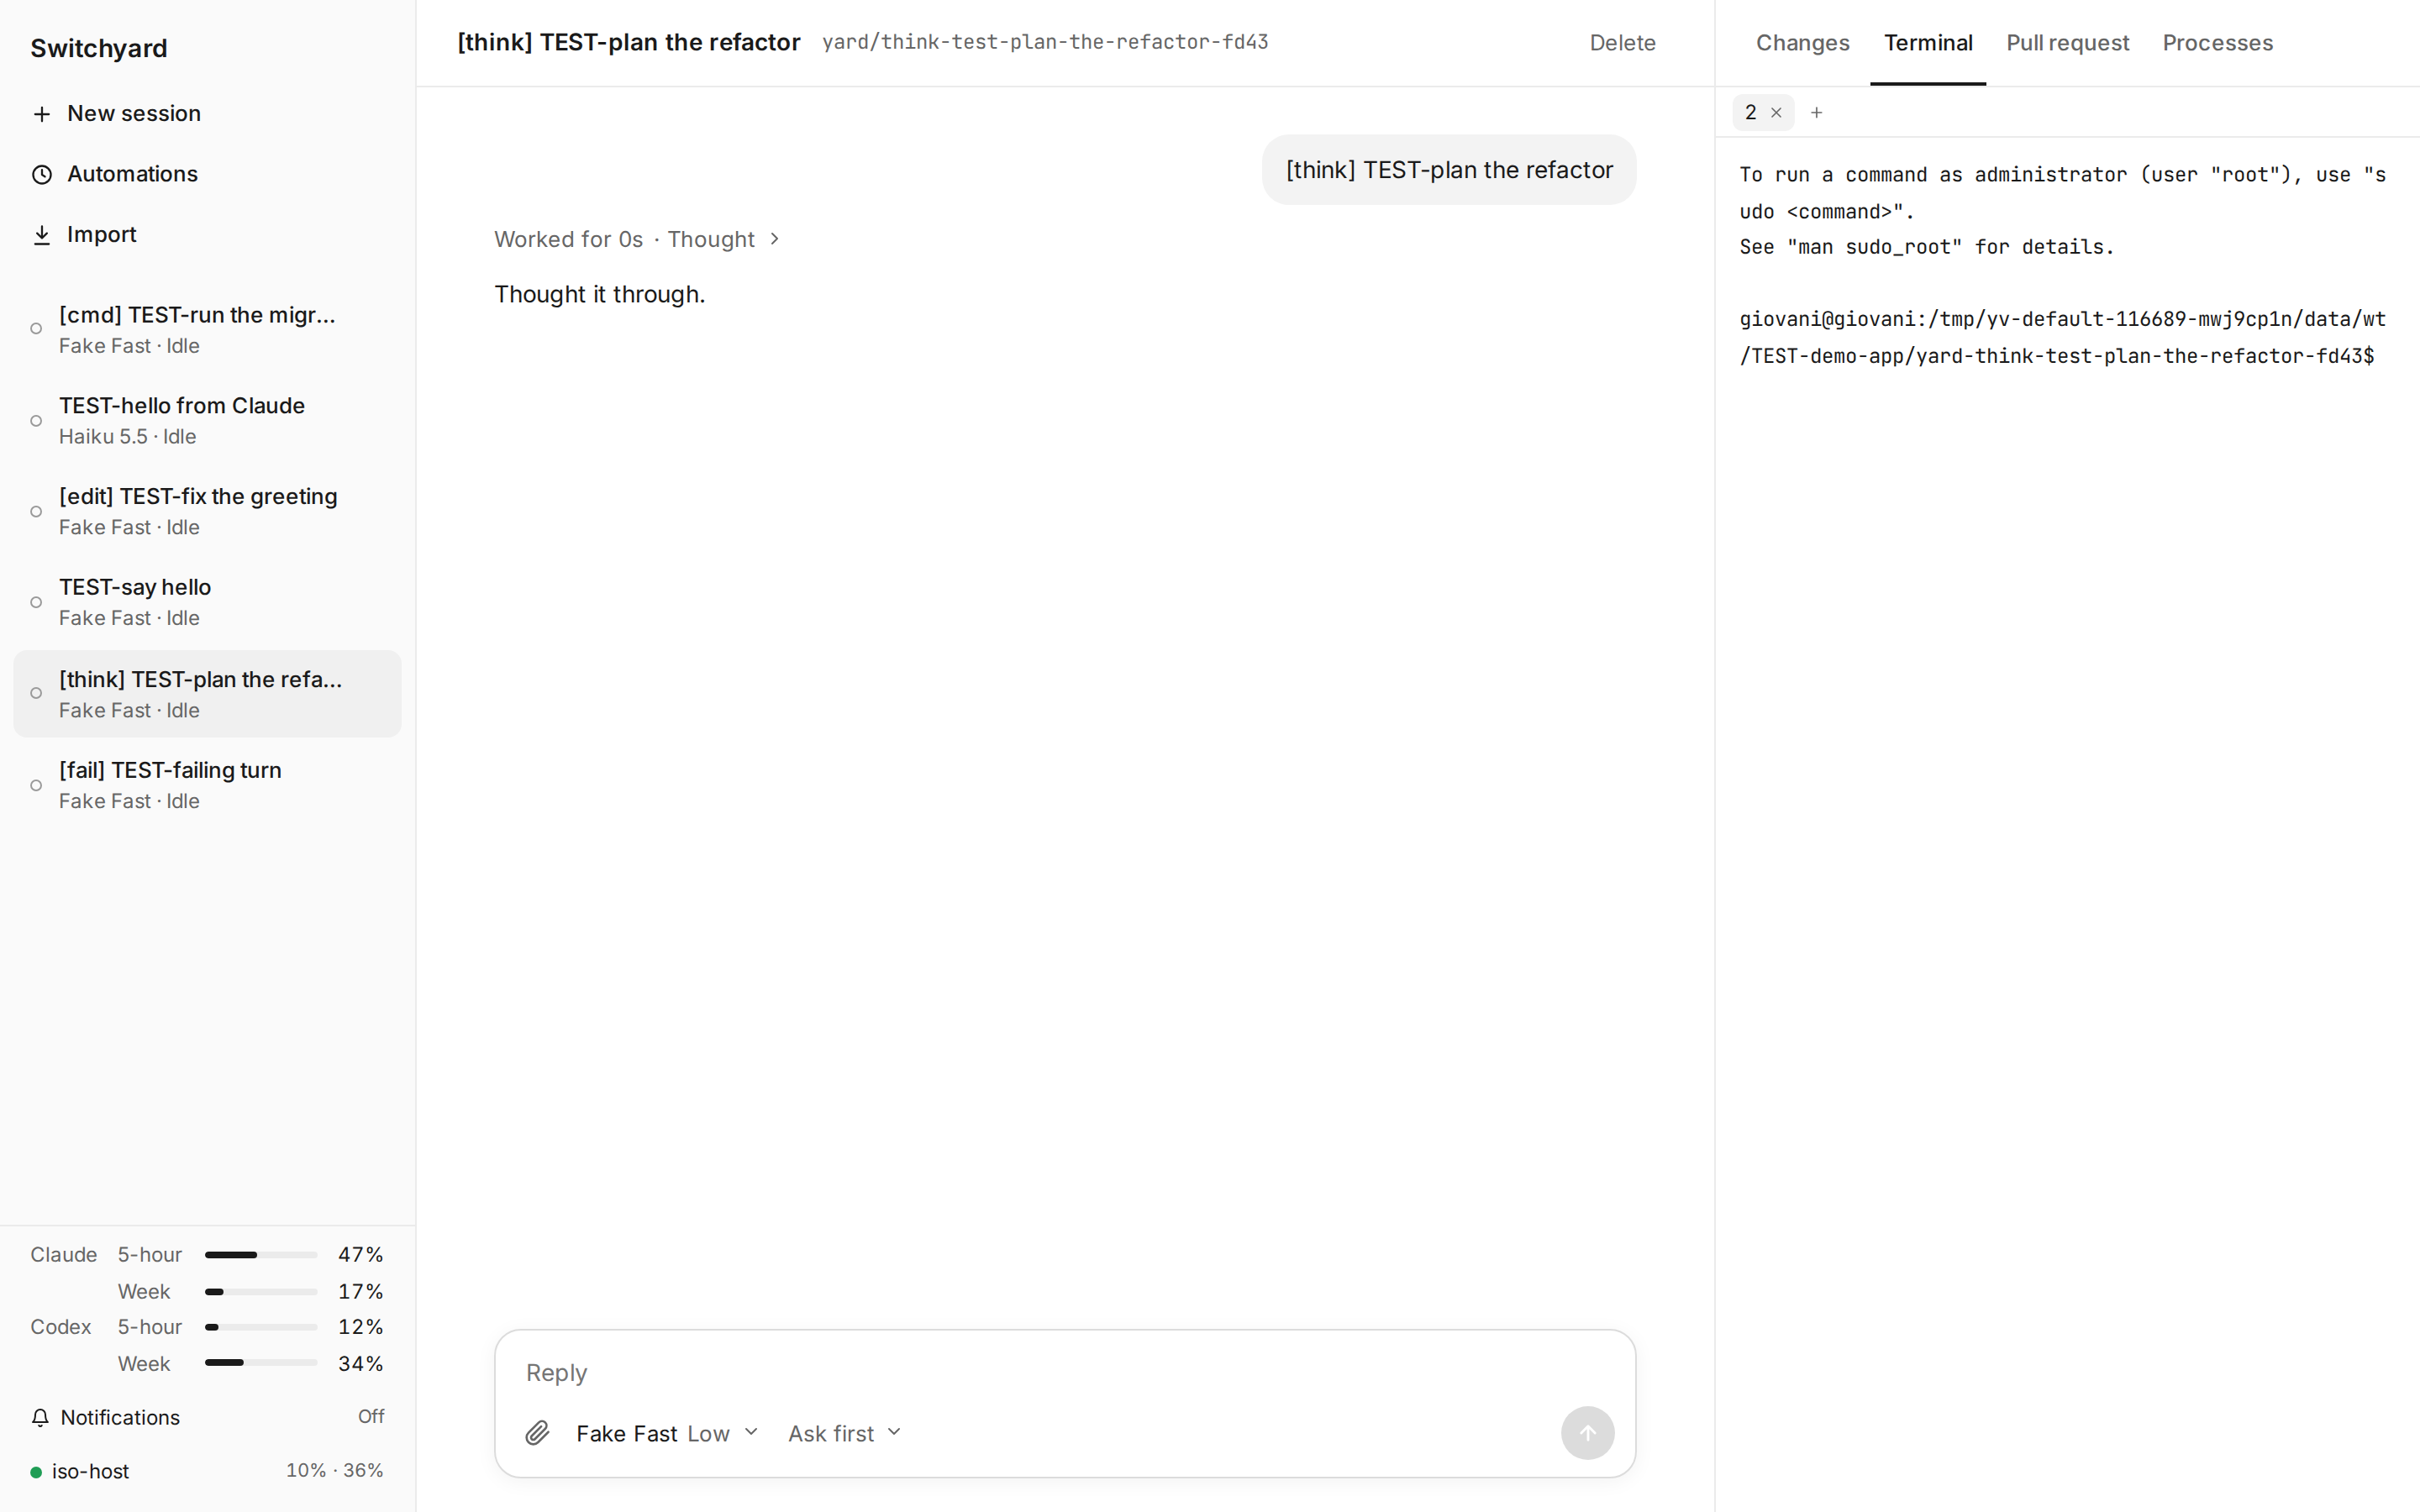 Switchyard
New session
Automations
Import
[cmd] TEST-run the migr...
Fake Fast · Idle
TEST-hello from Claude
Haiku 5.5 · Idle
[edit] TEST-fix the greeting
Fake Fast · Idle
TEST-say hello
Fake Fast · Idle
[think] TEST-plan the refa...
Fake Fast · Idle
[fail] TEST-failing turn
Fake Fast · Idle
Claude 5-hour 47%
Week 17%
Codex 5-hour 12%
Week 34%
Notifications Off
iso-host 10% · 36%
[think] TEST-plan the refactor yard/think-test-plan-the-refactor-fd43 Delete
[think] TEST-plan the refactor
Worked for 0s · Thought
Thought it through.
Reply
Fake Fast Low Ask first
Changes Terminal Pull request Processes
2
To run a command as administrator (user "root"), use "s
udo <command>".
See "man sudo_root" for details.
giovani@giovani:/tmp/yv-default-116689-mwj9cp1n/data/wt
/TEST-demo-app/yard-think-test-plan-the-refactor-fd43$